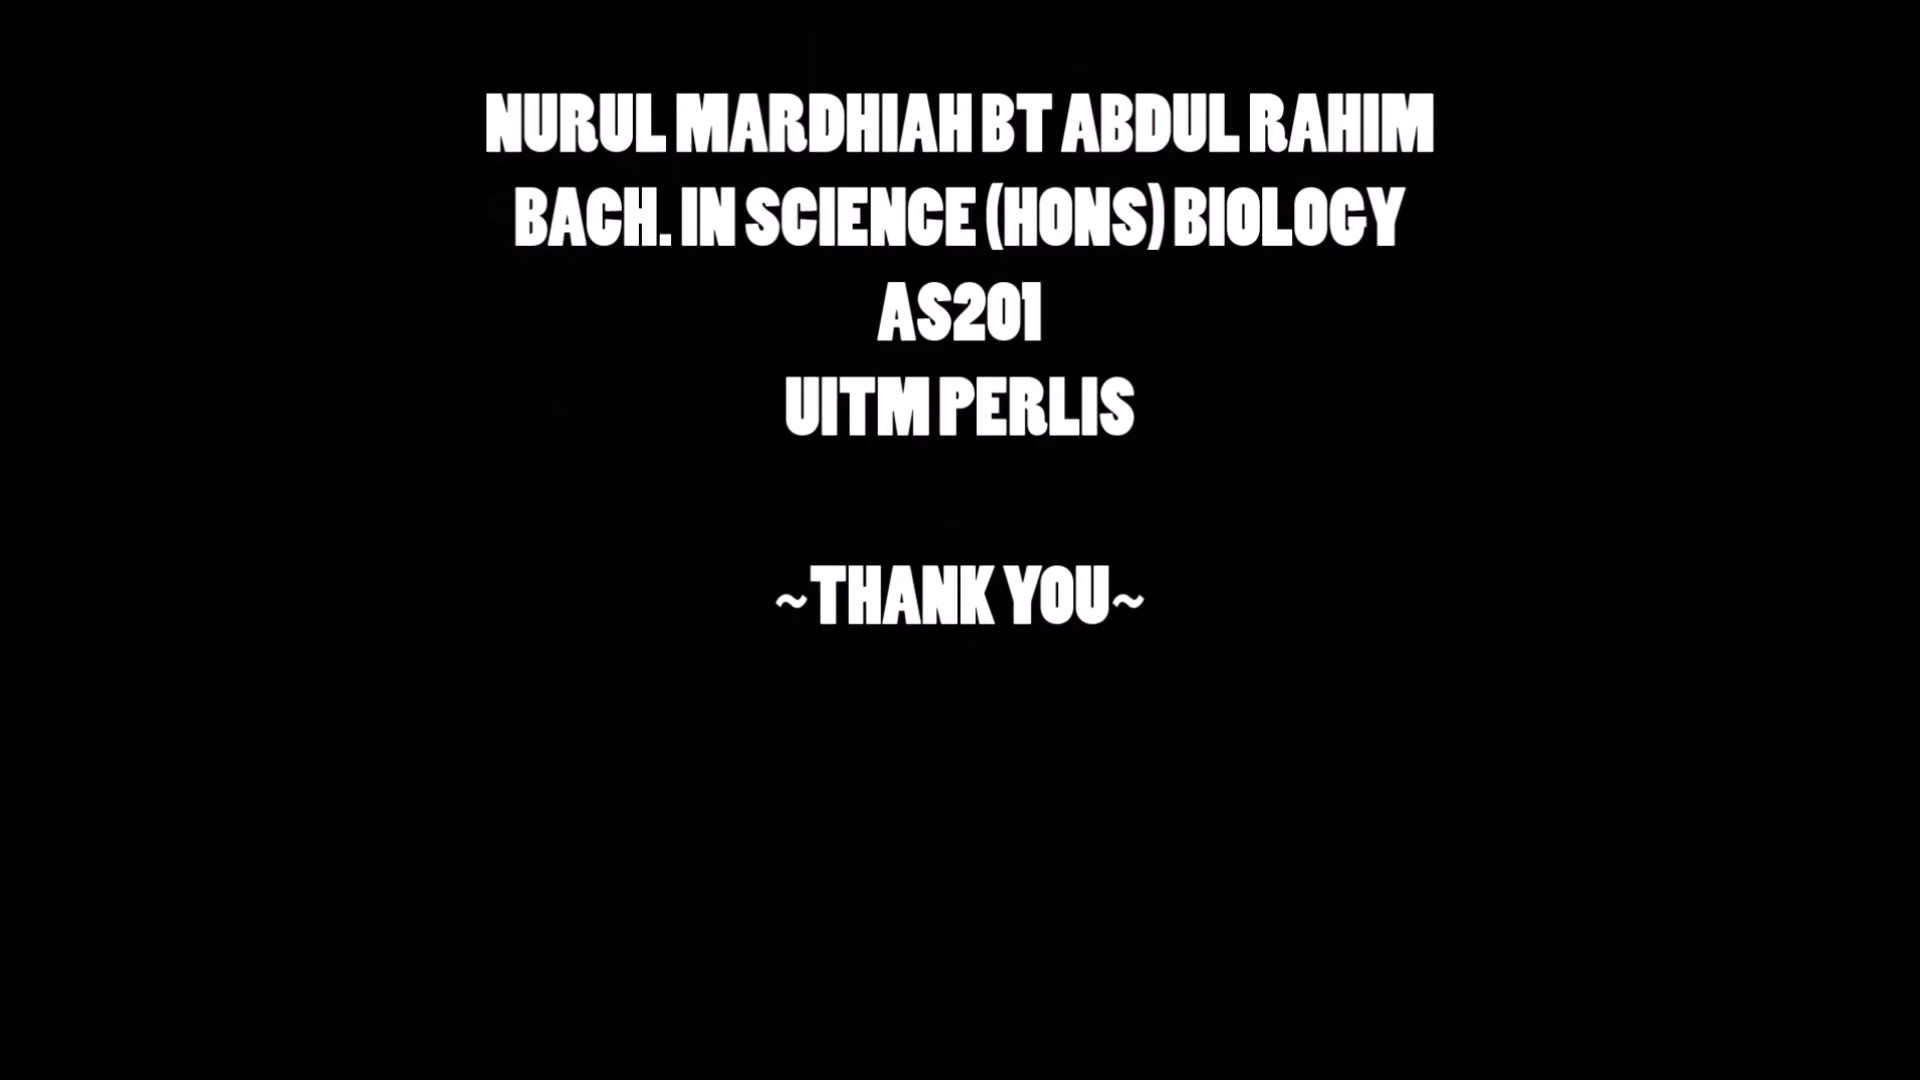 NURUL MARDHIAH BT ABDUL RAHIM
BACH. IN SCIENCE (HONS) BIOLOGY
AS201
UITM PERLIS
~THANK YOU~